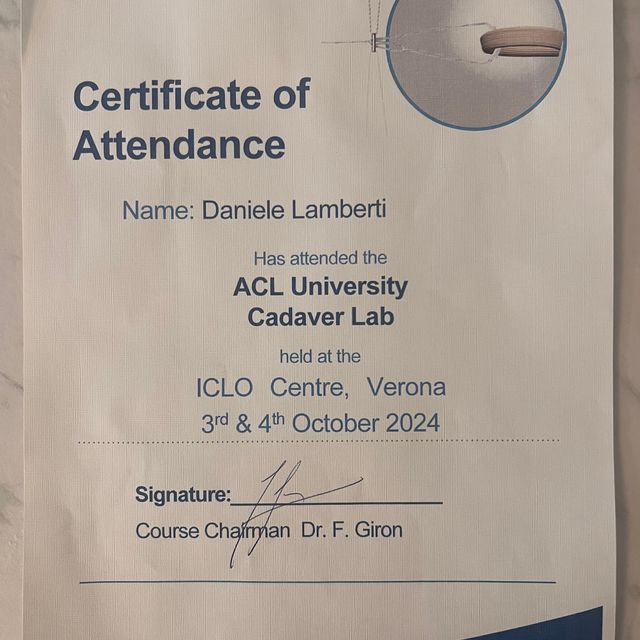 Certificate of
Attendance
Name: Daniele Lamberti
Has attended the
ACL University
Cadaver Lab
held at the
ICLO Centre, Verona
3rd & 4th October 2024
Signature:
Course Chairman Dr. F. Giron